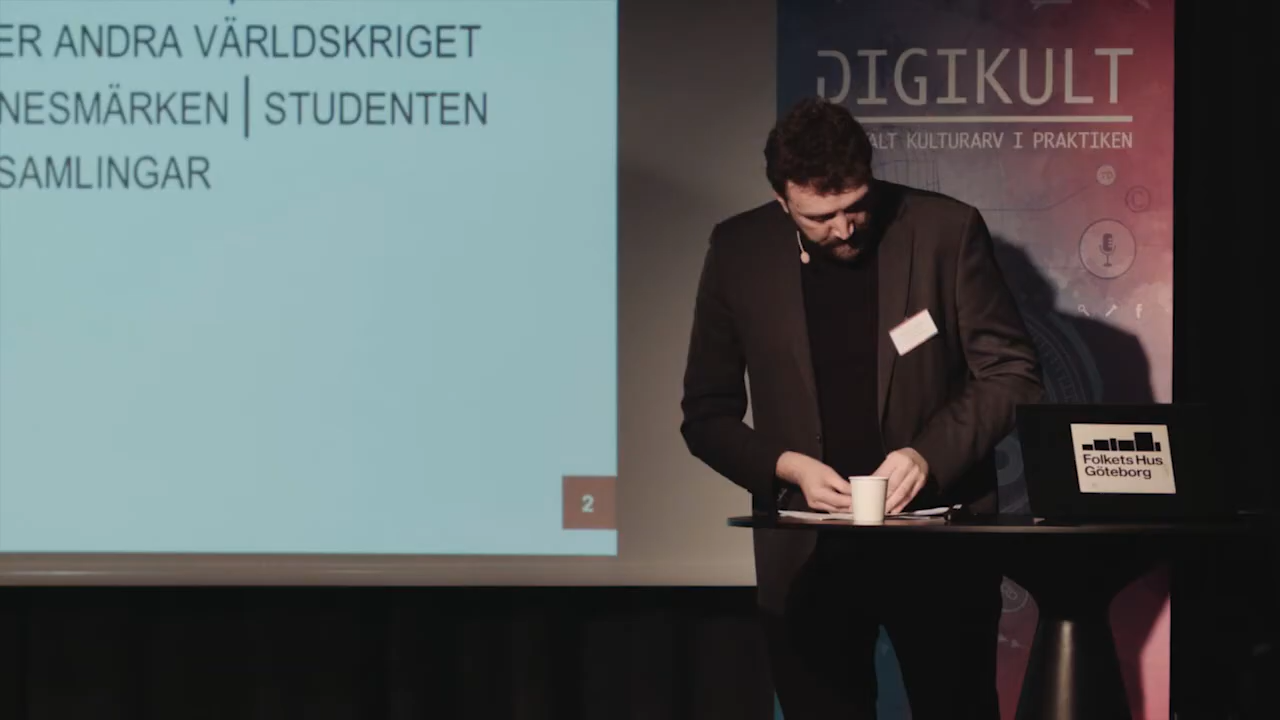 ER ANDRA VÄRLDSKRIGET
NESMÄRKEN | STUDENTEN
SAMLINGAR
2
DIGIKULT
ALT KULTURARV I PRAKTIKEN
Folkets Hus
Göteborg